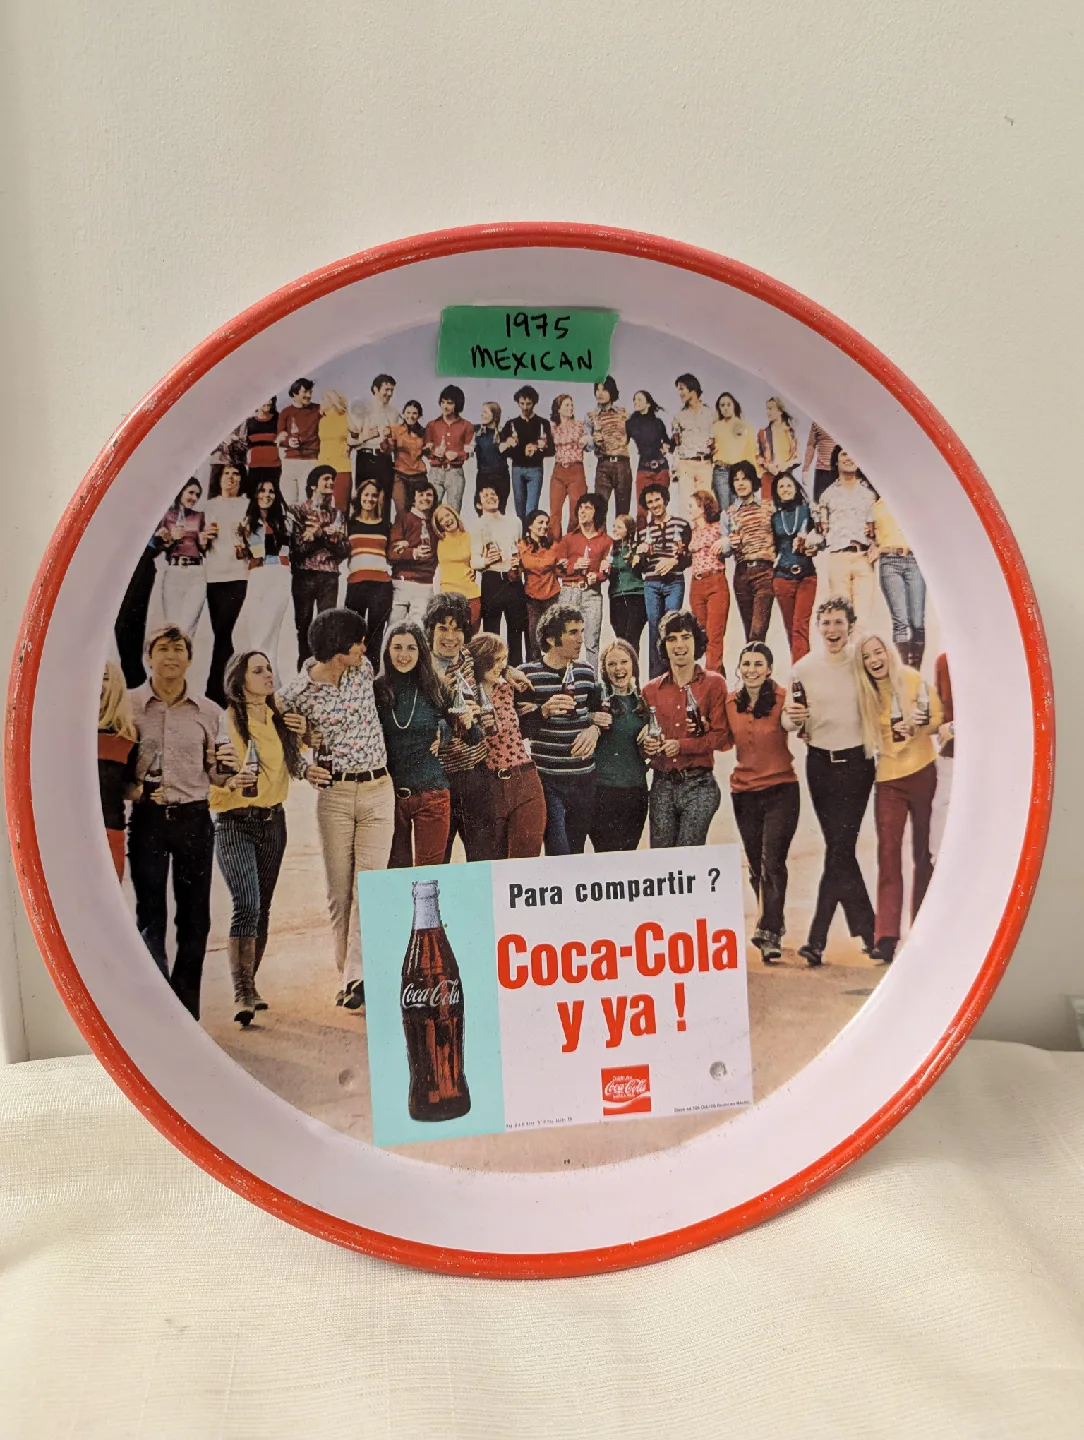 1975
MEXICAN
Para compartir ?
Coca-Cola
y ya !
Coca-Cola
Coca-Cola